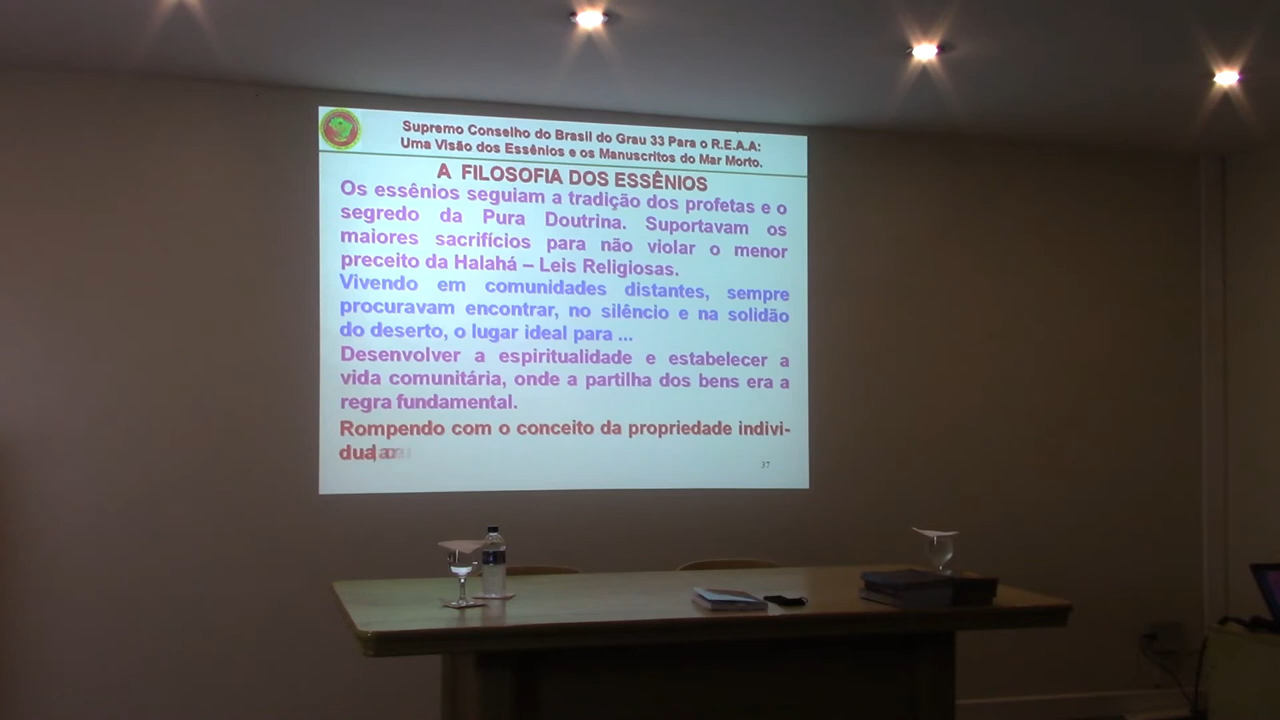 Supremo Conselho do Brasil do Grau 33 Para o R.E.A.A:
Uma Visão dos Essênios e os Manuscritos do Mar Morto.
A FILOSOFIA DOS ESSÊNIOS
Os essênios seguiam a tradição dos profetas e o
segredo da Pura Doutrina. Suportavam os
maiores sacrifícios para não violar o menor
preceito da Halahá – Leis Religiosas.
Vivendo em comunidades distantes, sempre
procuravam encontrar, no silêncio e na solidão
do deserto, o lugar ideal para ...
Desenvolver a espiritualidade e estabelecer a
vida comunitária, onde a partilha dos bens era a
regra fundamental.
Rompendo com o conceito da propriedade indivi-
dual
37